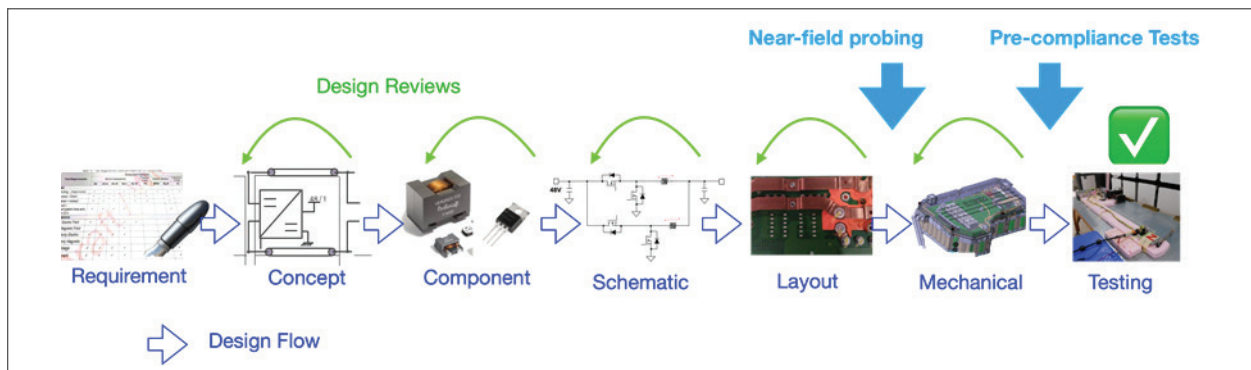 Near-field probing
Pre-compliance Tests
Design Reviews
48V
Requirement
Concept
Component
Schematic
Layout
Mechanical
Testing
Design Flow